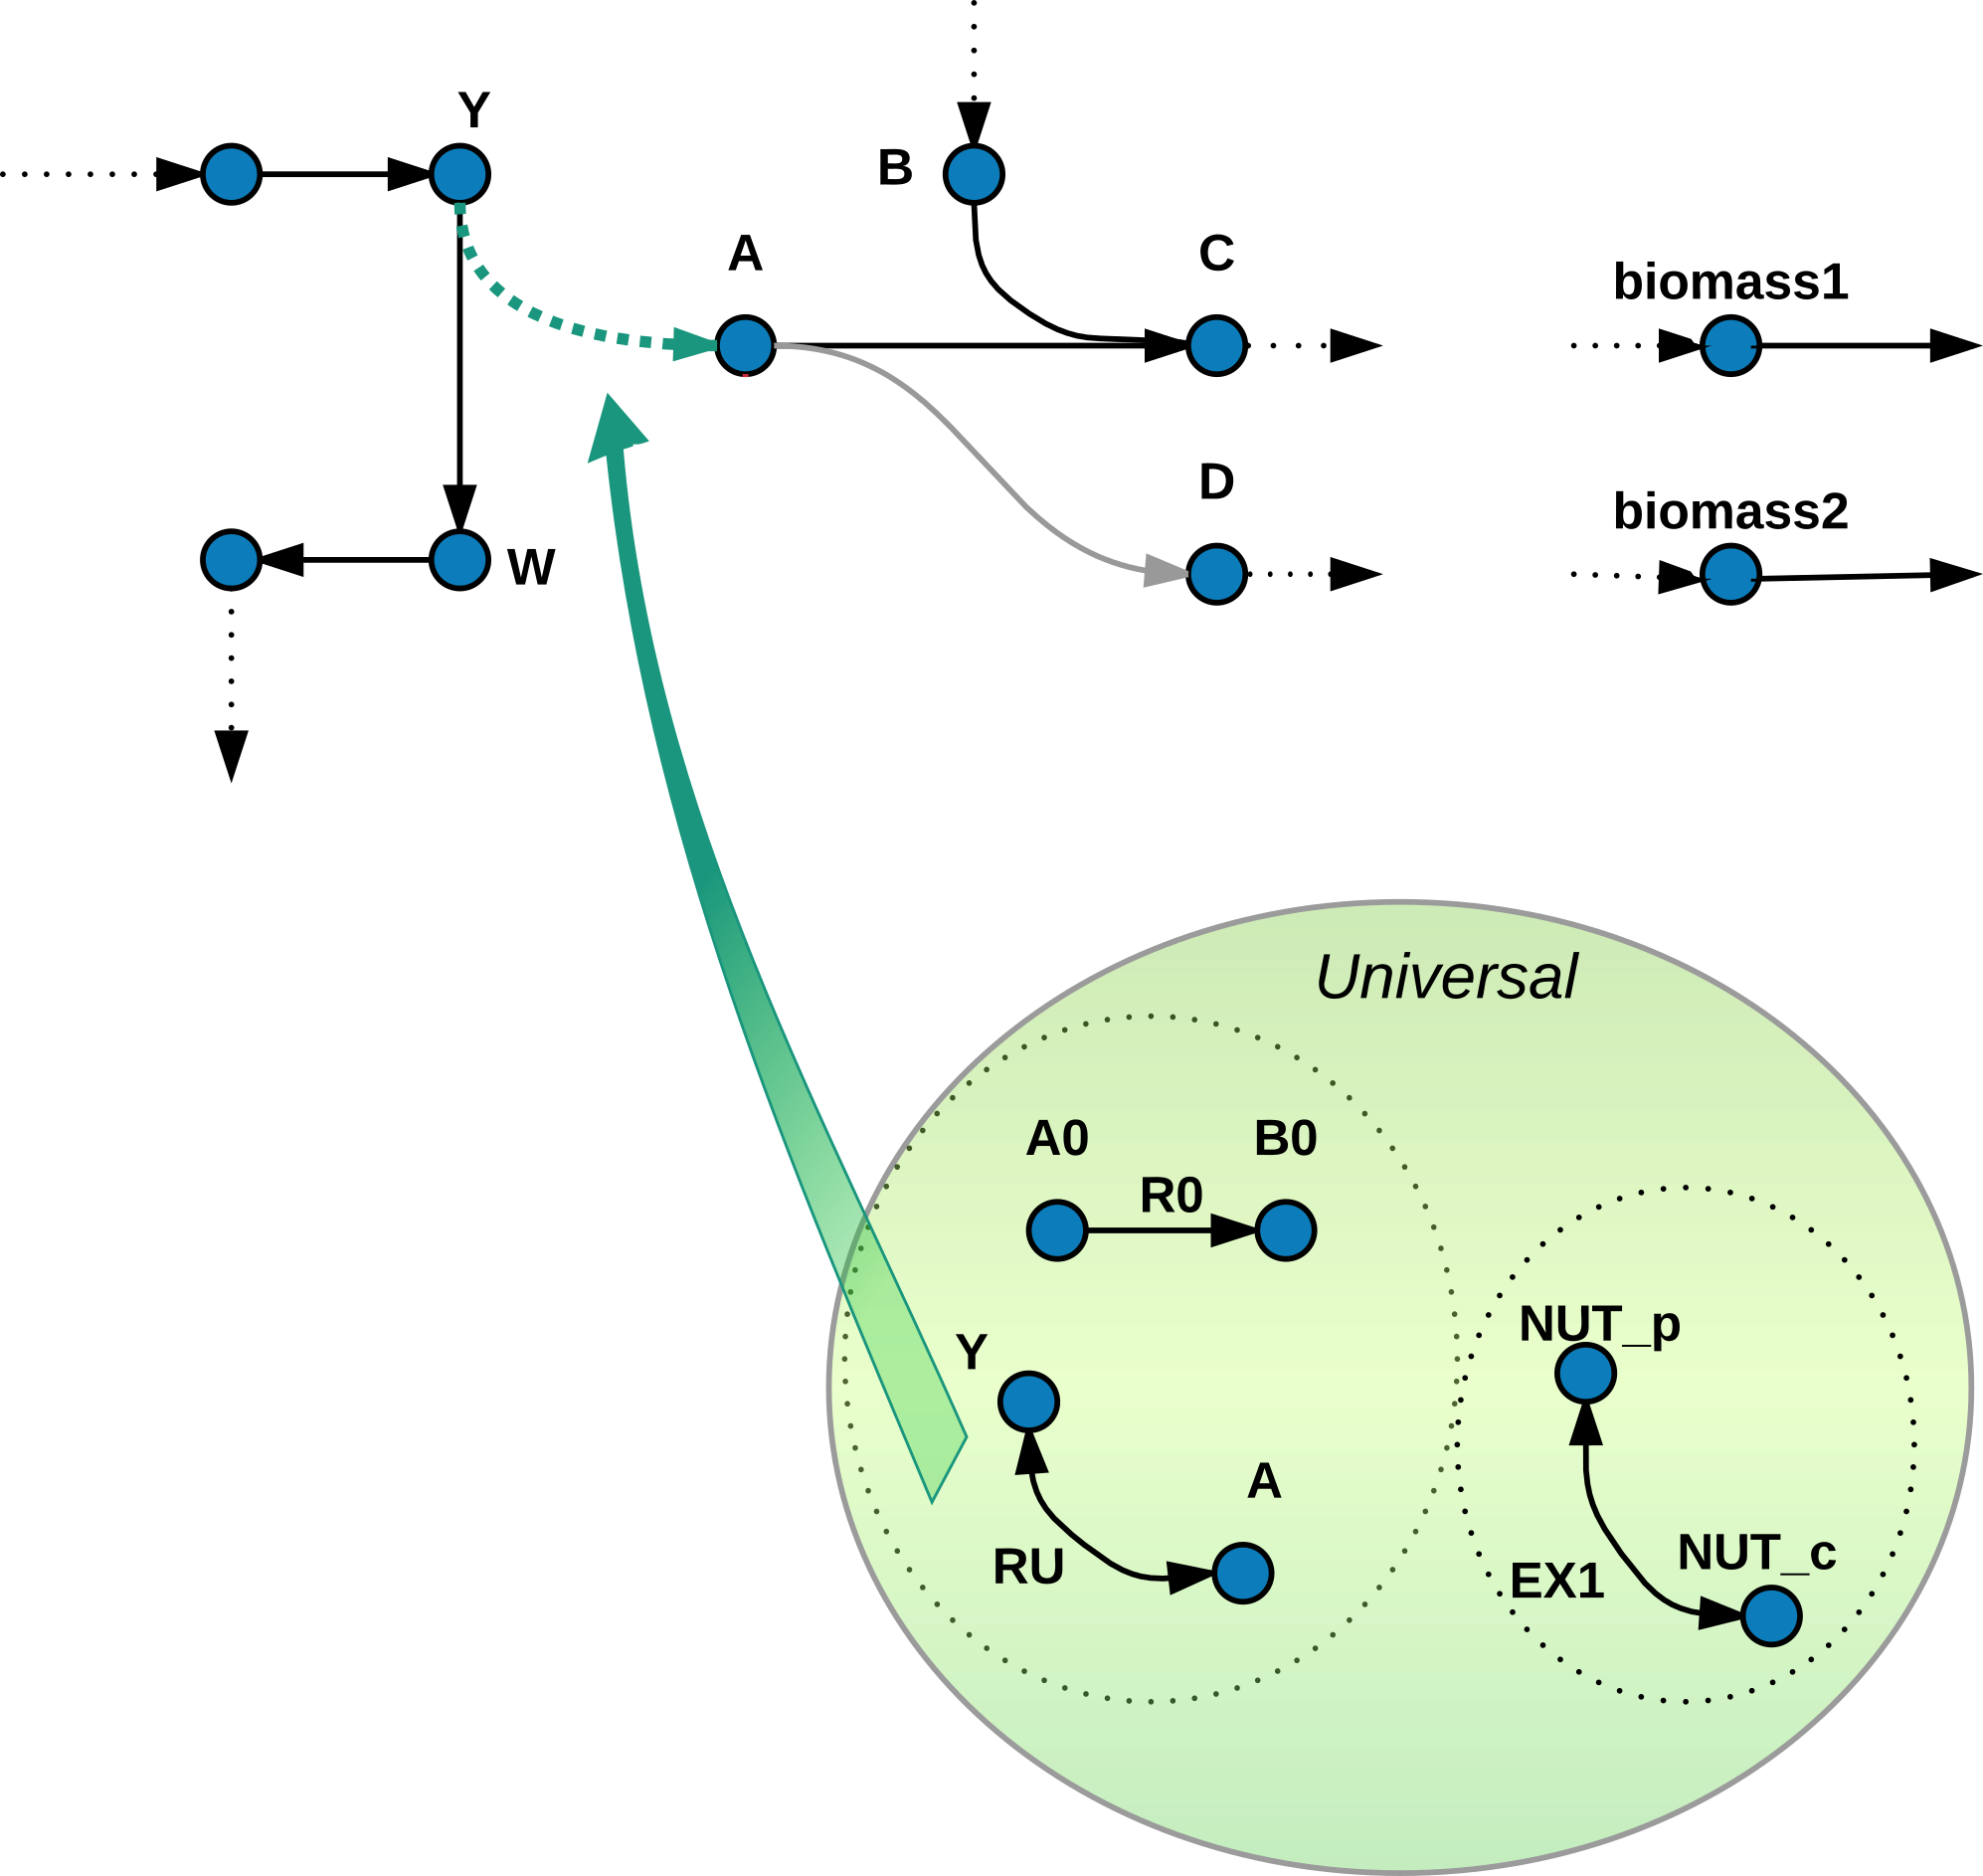 Y
B
A
C
biomass1
D
biomass2
W
Universal
A0
B0
R0
NUT_p
Y
A
NUT_c
RU
EX1